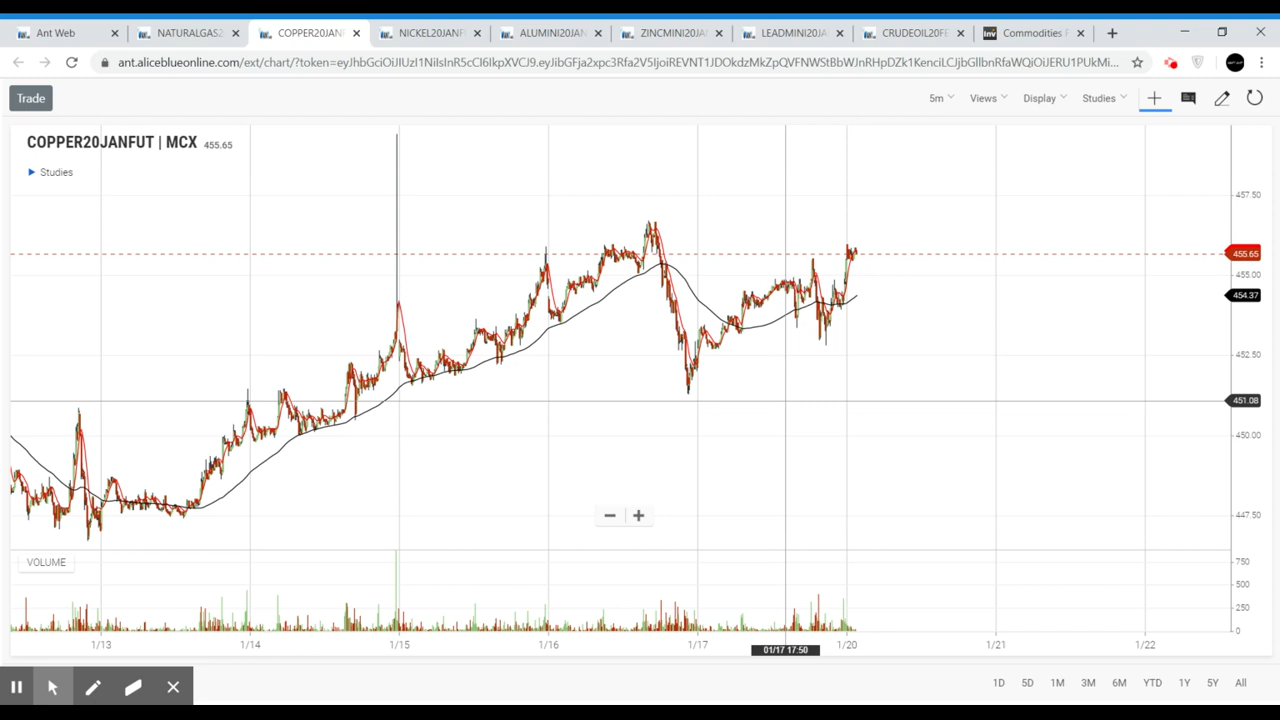 Ant Web
NATURALGAS2
COPPER20JANF
NICKEL20JANF
ALUMINI20JAN
ZINCMINI20JA
LEADMINI20JA
CRUDEOIL20FE
Inv
Commodities P
Trade
5m
Views
Display
Studies
COPPER20JANFUT | MCX 455.65
Studies
457.50
455.65
455.00
454.37
452.50
451.08
450.00
447.50
VOLUME
750
500
250
0
1/13
1/14
1/15
1/16
1/17
01/17 17:50
1/20
1/21
1/22
1D
5D
1M
3M
6M
YTD
1Y
5Y
All